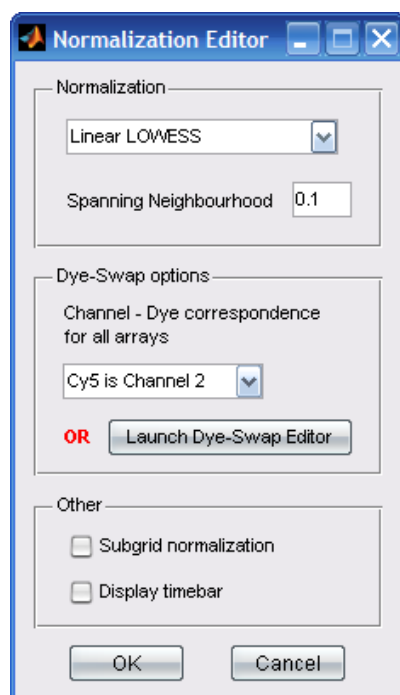 Normalization Editor
Normalization
Linear LOWESS
Spanning Neighbourhood 0.1
Dye-Swap options
Channel - Dye correspondence
for all arrays
Cy5 is Channel 2
OR Launch Dye-Swap Editor
Other
Subgrid normalization
Display timebar
OK Cancel